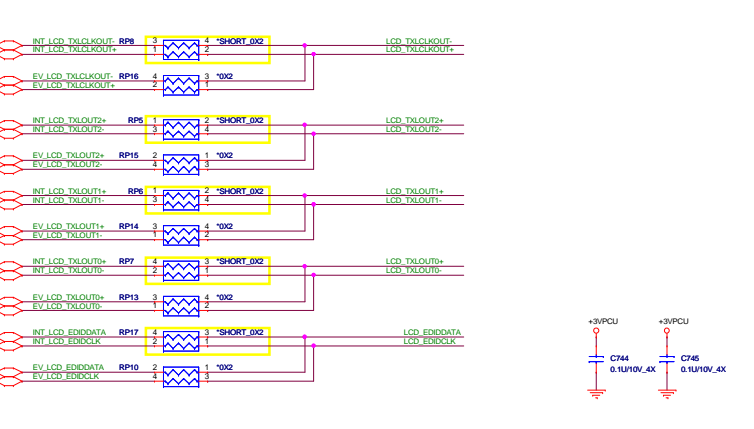 INT_LCD_TXLCLKOUT- RP8 3 4 *SHORT_0X2 LCD_TXLCLKOUT-
INT_LCD_TXLCLKOUT+ 1 2 LCD_TXLCLKOUT+
EV_LCD_TXLCLKOUT- RP16 4 3 *0X2
EV_LCD_TXLCLKOUT+ 2 1
INT_LCD_TXLOUT2+ RP5 1 2 *SHORT_0X2 LCD_TXLOUT2+
INT_LCD_TXLOUT2- 3 4 LCD_TXLOUT2-
EV_LCD_TXLOUT2+ RP15 2 1 *0X2
EV_LCD_TXLOUT2- 4 3
INT_LCD_TXLOUT1+ RP6 1 2 *SHORT_0X2 LCD_TXLOUT1+
INT_LCD_TXLOUT1- 3 4 LCD_TXLOUT1-
EV_LCD_TXLOUT1+ RP14 3 4 *0X2
EV_LCD_TXLOUT1- 1 2
INT_LCD_TXLOUT0+ RP7 4 3 *SHORT_0X2 LCD_TXLOUT0+
INT_LCD_TXLOUT0- 2 1 LCD_TXLOUT0-
EV_LCD_TXLOUT0+ RP13 3 4 *0X2
EV_LCD_TXLOUT0- 1 2
+3VPCU +3VPCU
INT_LCD_EDIDDATA RP17 4 3 *SHORT_0X2 LCD_EDIDDATA
INT_LCD_EDIDCLK 2 1 LCD_EDIDCLK
C744 C745
0.1U/10V_4X 0.1U/10V_4X
EV_LCD_EDIDDATA RP10 2 1 *0X2
EV_LCD_EDIDCLK 4 3